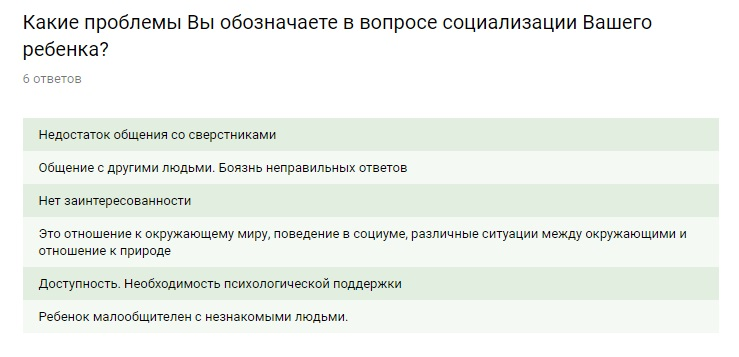 Какие проблемы Вы обозначаете в вопросе социализации Вашего
ребенка?
6 ответов
Недостаток общения со сверстниками
Общение с другими людьми. Боязнь неправильных ответов
Нет заинтересованности
Это отношение к окружающему миру, поведение в социуме, различные ситуации между окружающими и
отношение к природе
Доступность. Необходимость психологической поддержки
Ребенок малообщителен с незнакомыми людьми.